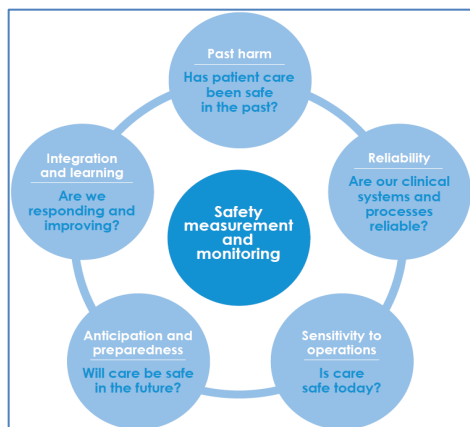 Past harm
Has patient care
been safe
in the past?
Integration
and learning
Are we
responding and
improving?
Reliability
Are our clinical
systems and
processes
reliable?
Safety
measurement
and
monitoring
Anticipation and
preparedness
Will care be safe
in the future?
Sensitivity to
operations
Is care
safe today?